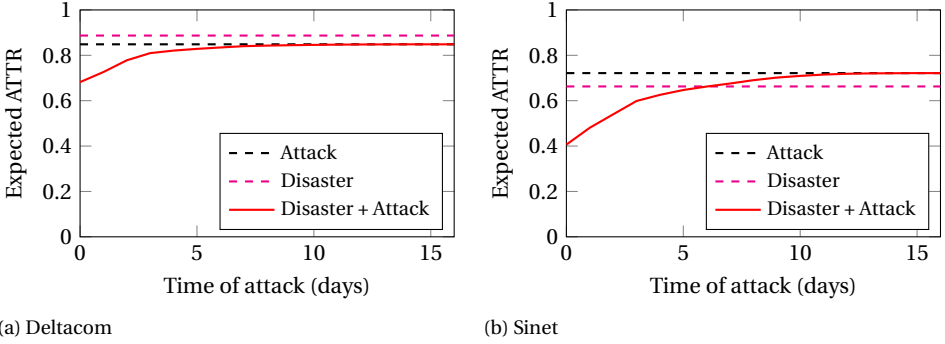 1
0.8
0.6
0.4
0.2
0
Expected ATTR
Attack
Disaster
Disaster + Attack
0 5 10 15
Time of attack (days)
(a) Deltacom
1
0.8
0.6
0.4
0.2
0
Expected ATTR
Attack
Disaster
Disaster + Attack
0 5 10 15
Time of attack (days)
(b) Sinet